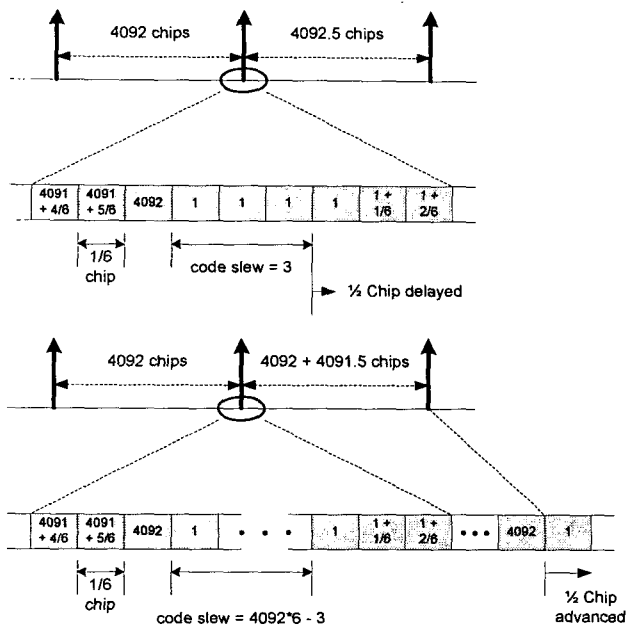 4092 chips
4092.5 chips
4091 + 4/6
4091 + 5/6
4092
1
1
1
1
1 + 1/6
1 + 2/6
1/6 chip
code slew = 3
½ Chip delayed
4092 chips
4092 + 4091.5 chips
4091 + 4/6
4091 + 5/6
4092
1
• • •
1
1 + 1/6
1 + 2/6
•••
4092
1
1/6 chip
code slew = 4092*6 - 3
½ Chip advanced